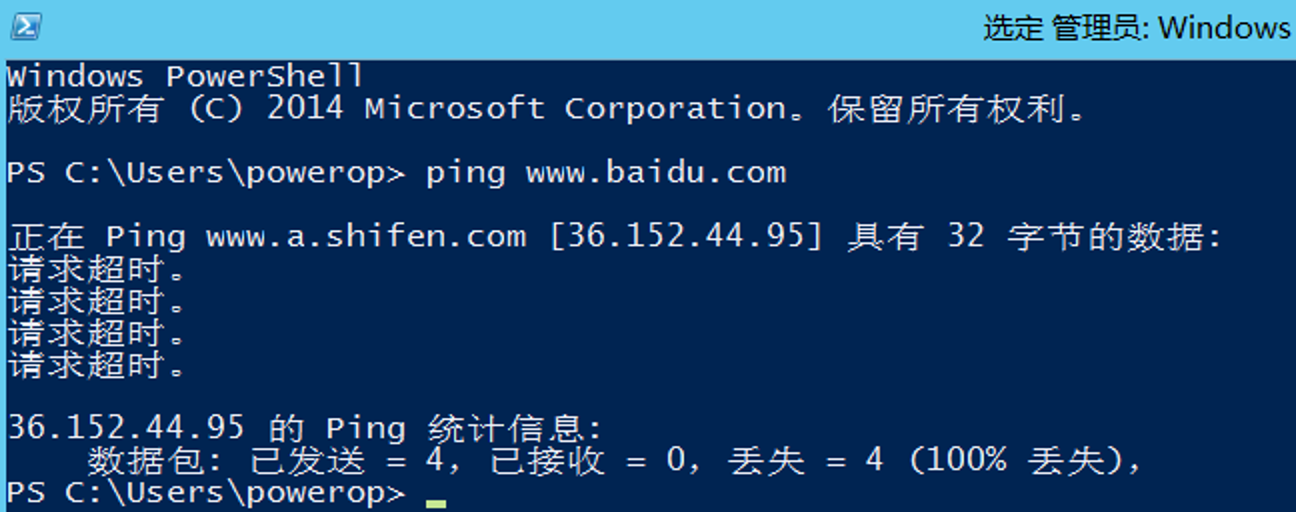 选定 管理员: Windows
Windows PowerShell
版权所有 (C) 2014 Microsoft Corporation。保留所有权利。
PS C:\Users\powerop> ping www.baidu.com
正在 Ping www.a.shifen.com [36.152.44.95] 具有 32 字节的数据:
请求超时。
请求超时。
请求超时。
请求超时。
36.152.44.95 的 Ping 统计信息:
数据包: 已发送 = 4，已接收 = 0，丢失 = 4 (100% 丢失)，
PS C:\Users\powerop>